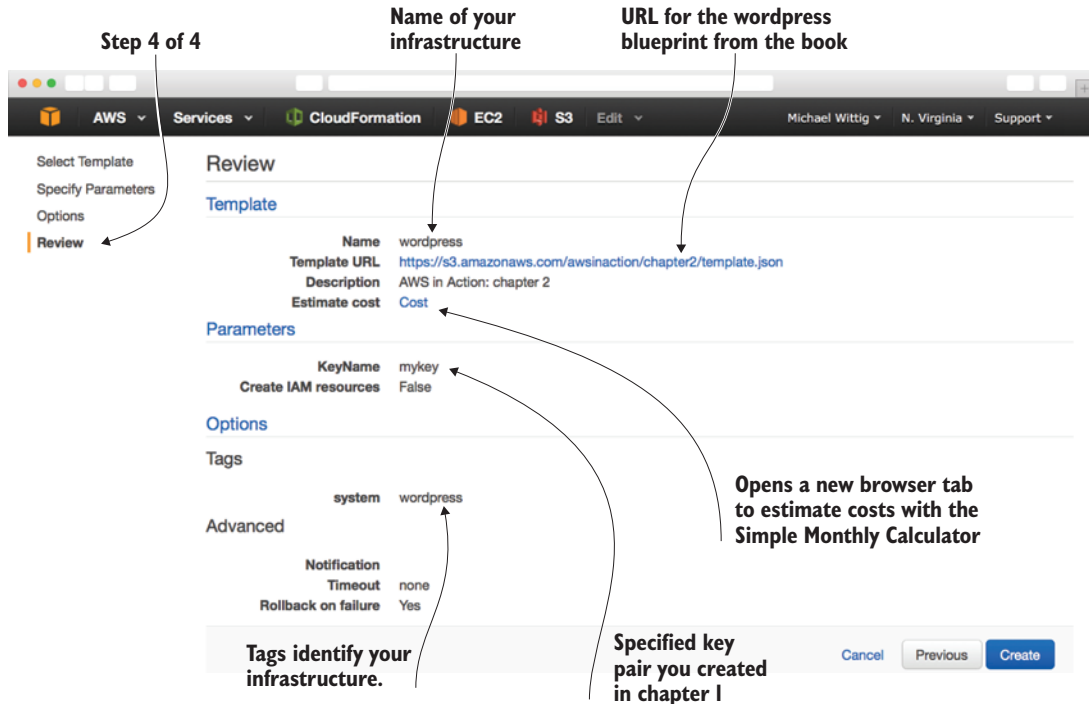 Step 4 of 4
Name of your
infrastructure
URL for the wordpress
blueprint from the book
AWS Services CloudFormation EC2 S3 Edit Michael Wittig N. Virginia Support
Select Template
Specify Parameters
Options
Review
Review
Template
Name wordpress
Template URL https://s3.amazonaws.com/awsinaction/chapter2/template.json
Description AWS in Action: chapter 2
Estimate cost Cost
Parameters
KeyName mykey
Create IAM resources False
Options
Tags
system wordpress
Advanced
Notification
Timeout none
Rollback on failure Yes
Opens a new browser tab
to estimate costs with the
Simple Monthly Calculator
Tags identify your
infrastructure.
Specified key
pair you created
in chapter 1
Cancel Previous Create